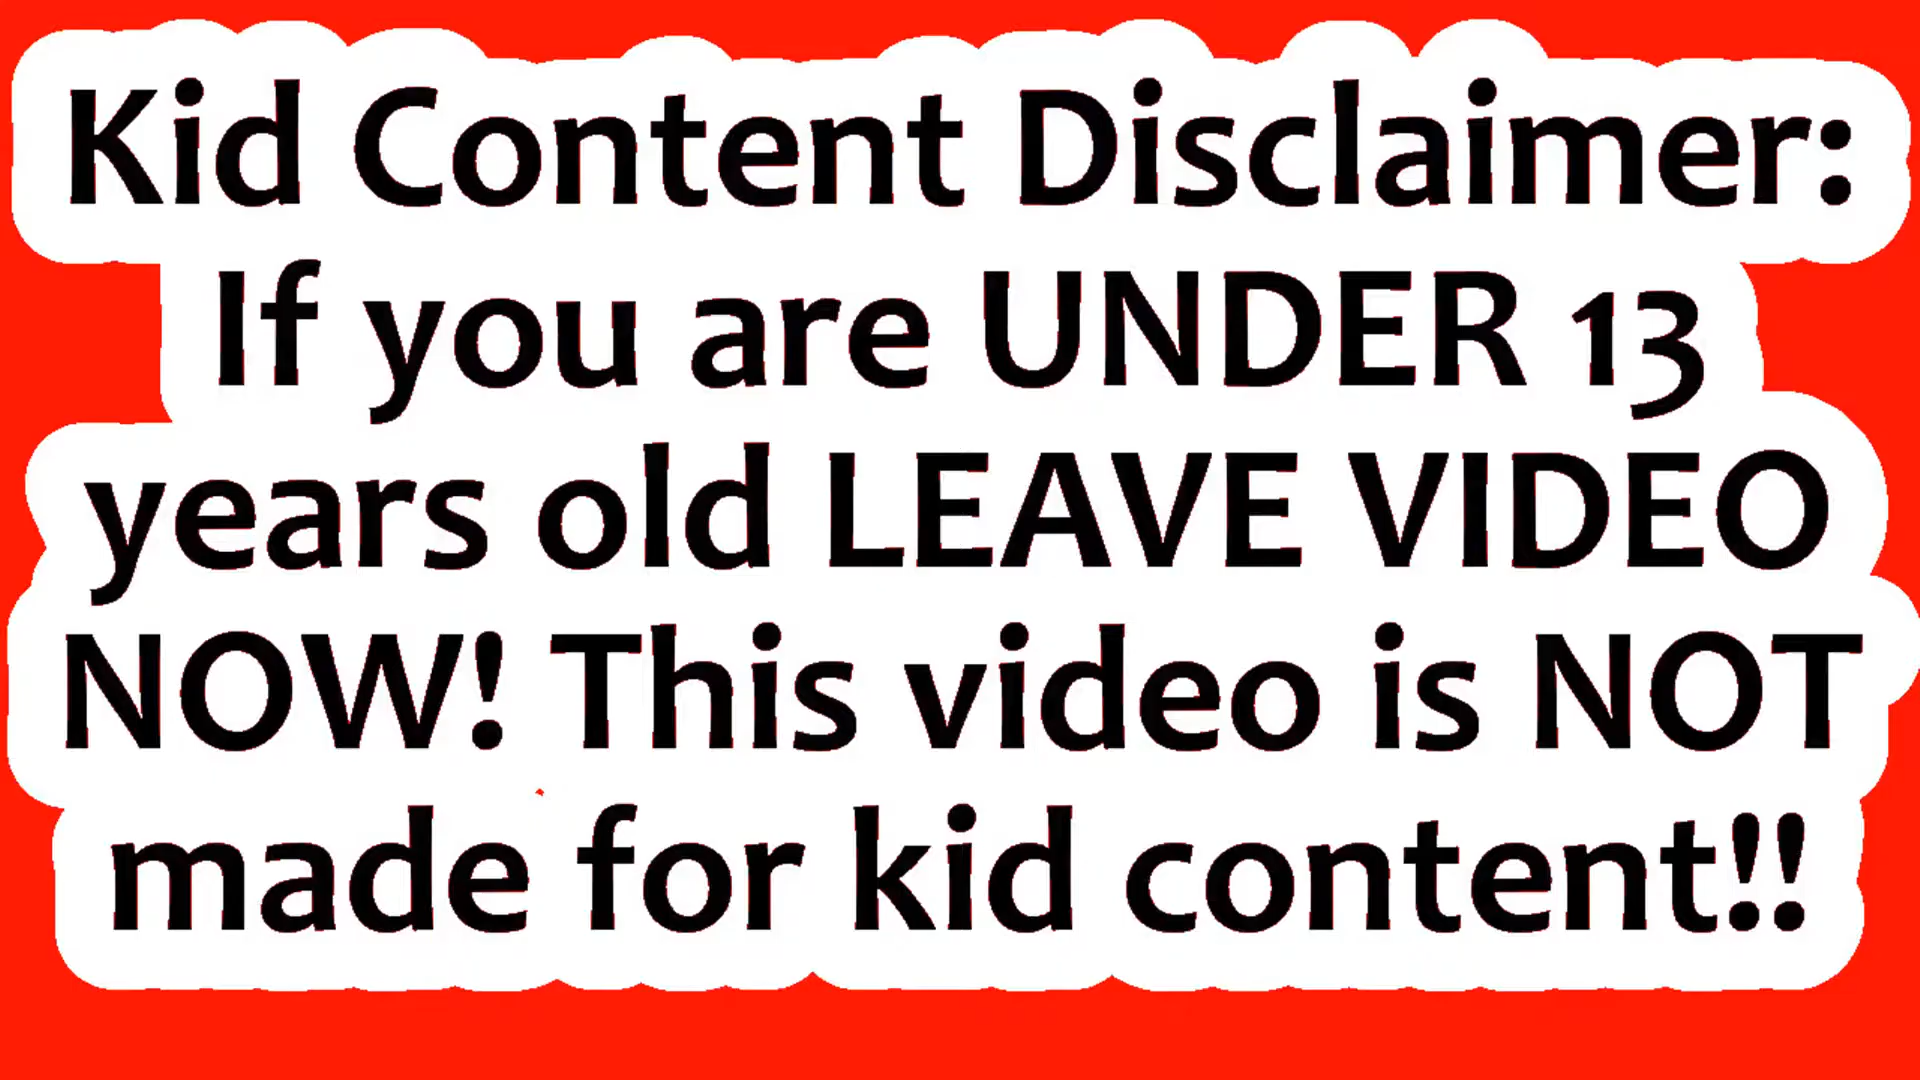 Kid Content Disclaimer:
If you are UNDER 13
years old LEAVE VIDEO
NOW! This video is NOT
made for kid content!!